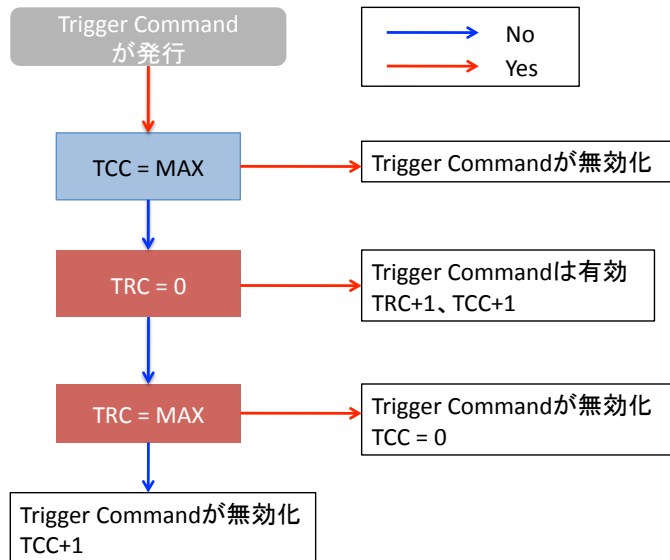 Trigger Command
が発行
No
Yes
TCC = MAX
Trigger Commandが無効化
TRC = 0
Trigger Commandは有効
TRC+1、TCC+1
TRC = MAX
Trigger Commandが無効化
TCC = 0
Trigger Commandが無効化
TCC+1